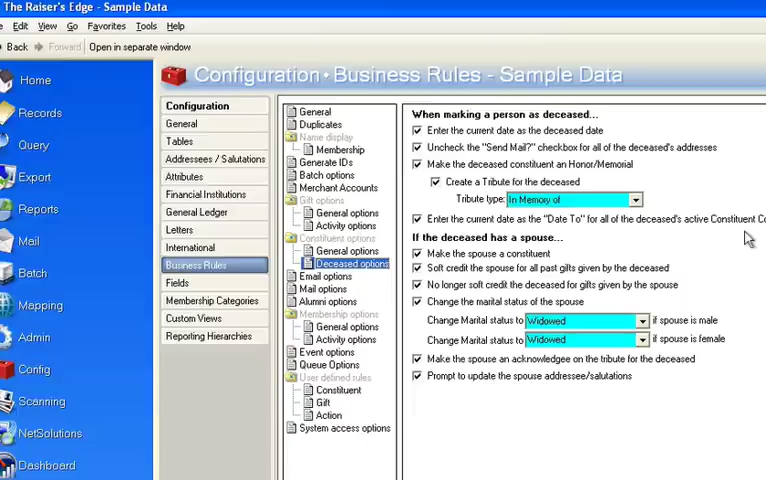 The Raiser's Edge - Sample Data
Edit View Go Favorites Tools Help
Back Forward Open in separate window
Configuration · Business Rules - Sample Data
Home
Records
Query
Export
Reports
Mail
Batch
Mapping
Admin
Config
Scanning
NetSolutions
Dashboard
Configuration
General
Tables
Addressees / Salutations
Attributes
Financial Institutions
General Ledger
Letters
International
Business Rules
Fields
Membership Categories
Custom Views
Reporting Hierarchies
General
Duplicates
Name display
Membership
Generate IDs
Batch options
Merchant Accounts
Gift options
General options
Activity options
Constituent options
General options
Deceased options
Email options
Mail options
Alumni options
Membership options
General options
Activity options
Event options
Queue Options
User defined rules
Constituent
Gift
Action
System access options
When marking a person as deceased...
Enter the current date as the deceased date
Uncheck the "Send Mail?" checkbox for all of the deceased's addresses
Make the deceased constituent an Honor/Memorial
Create a Tribute for the deceased
Tribute type: In Memory of
Enter the current date as the "Date To" for all of the deceased's active Constituent Co
If the deceased has a spouse...
Make the spouse a constituent
Soft credit the spouse for all past gifts given by the deceased
No longer soft credit the deceased for gifts given by the spouse
Change the marital status of the spouse
Change Marital status to Widowed if spouse is male
Change Marital status to Widowed if spouse is female
Make the spouse an acknowledgee on the tribute for the deceased
Prompt to update the spouse addressee/salutations